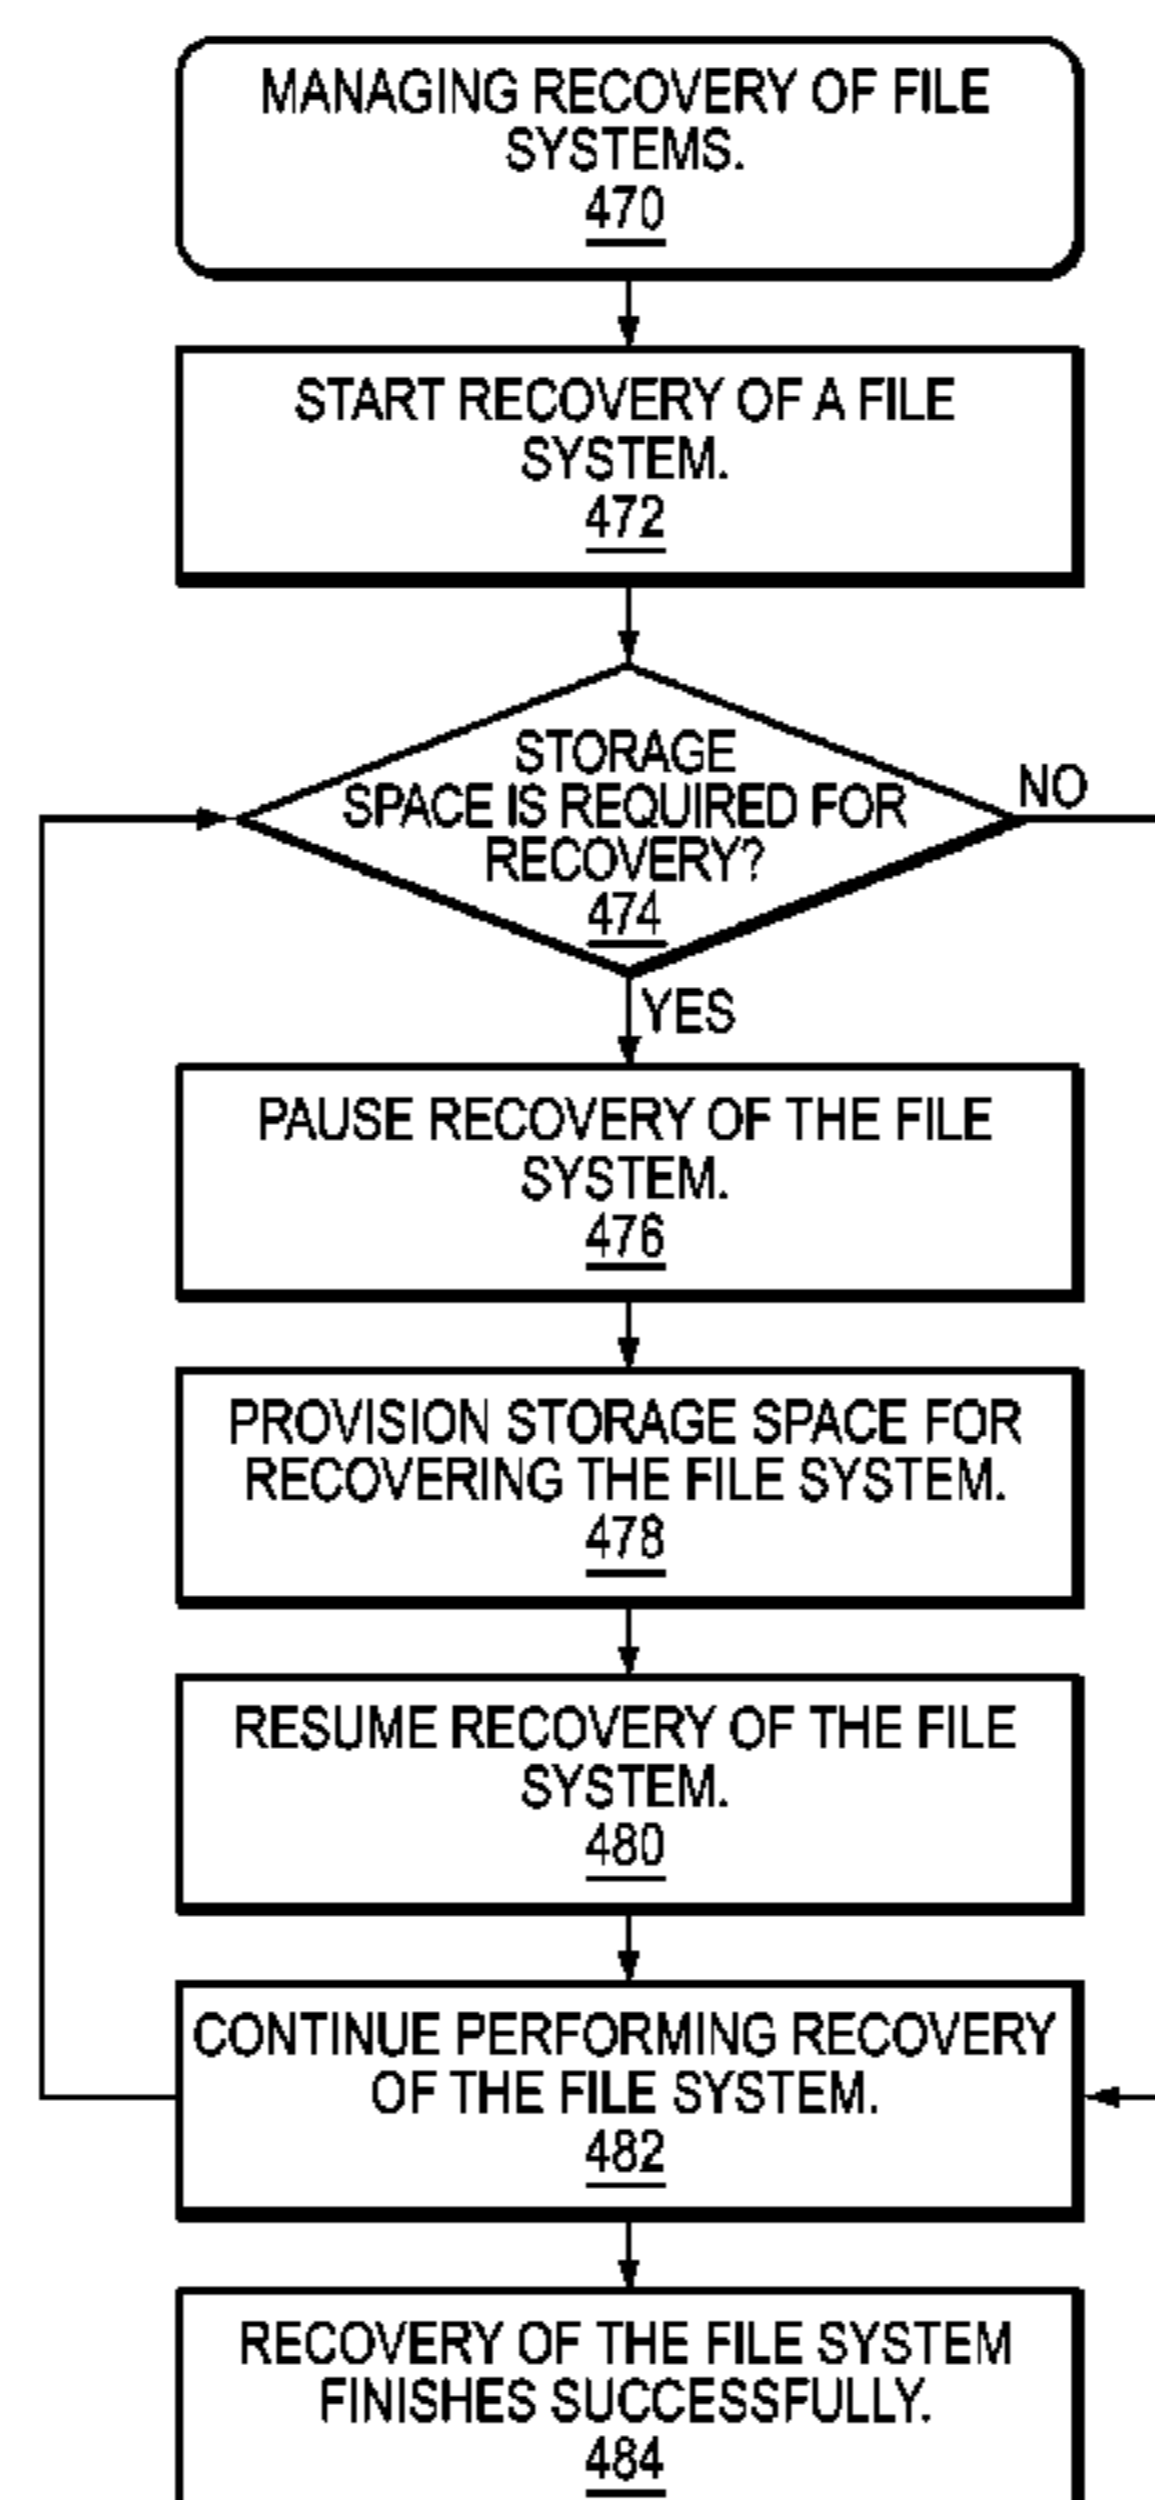 MANAGING RECOVERY OF FILE
SYSTEMS.
470
START RECOVERY OF A FILE
SYSTEM.
472
STORAGE
SPACE IS REQUIRED FOR
RECOVERY?
474
NO
YES
PAUSE RECOVERY OF THE FILE
SYSTEM.
476
PROVISION STORAGE SPACE FOR
RECOVERING THE FILE SYSTEM.
478
RESUME RECOVERY OF THE FILE
SYSTEM.
480
CONTINUE PERFORMING RECOVERY
OF THE FILE SYSTEM.
482
RECOVERY OF THE FILE SYSTEM
FINISHES SUCCESSFULLY.
484